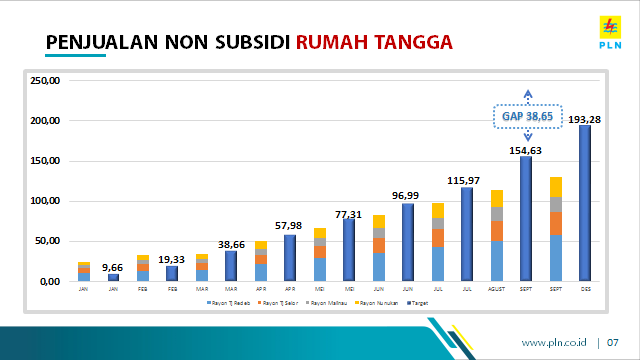 PENJUALAN NON SUBSIDI RUMAH TANGGA
PLN
250,00
200,00
150,00
100,00
50,00
0,00
9,66
19,33
38,66
57,98
77,31
96,99
115,97
154,63
193,28
GAP 38,65
JAN JAN FEB FEB MAR MAR APR APR MEI MEI JUN JUN JUL JUL AGUST SEPT SEPT DES
Rayon Tj Redeb Rayon Tj Selor Rayon Malinau Rayon Nunukan Target
www.pln.co.id | 07